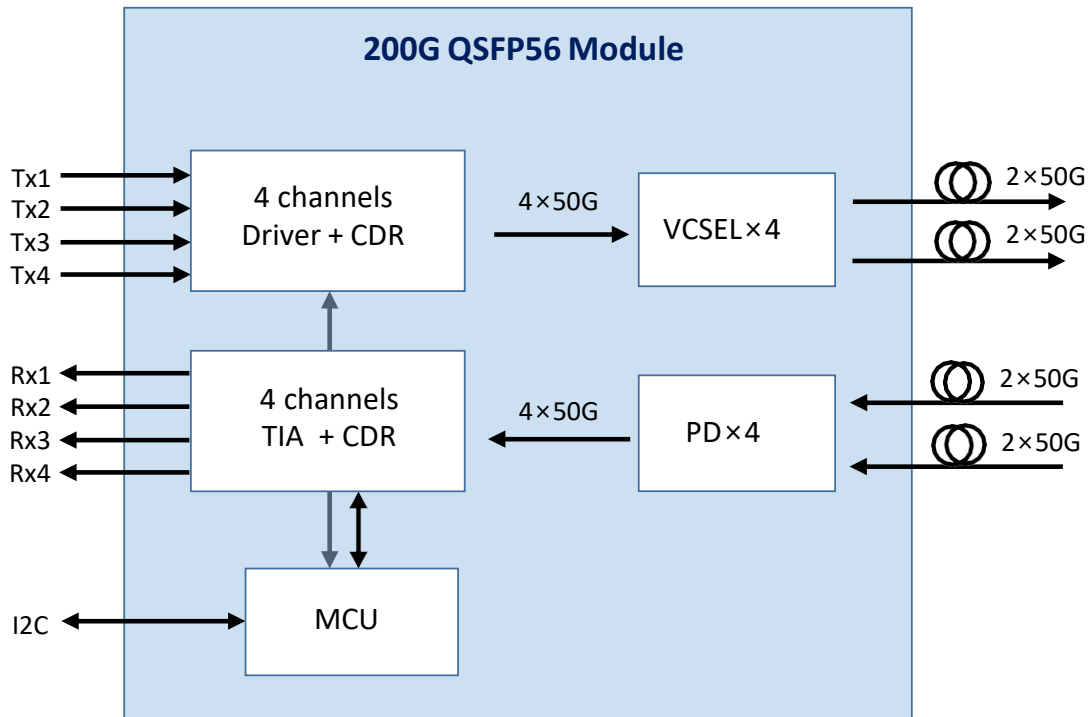 200G QSFP56 Module
Tx1
Tx2
Tx3
Tx4
4 channels
Driver + CDR
4×50G
VCSEL×4
2×50G
2×50G
Rx1
Rx2
Rx3
Rx4
4 channels
TIA + CDR
4×50G
PD×4
2×50G
2×50G
I2C
MCU